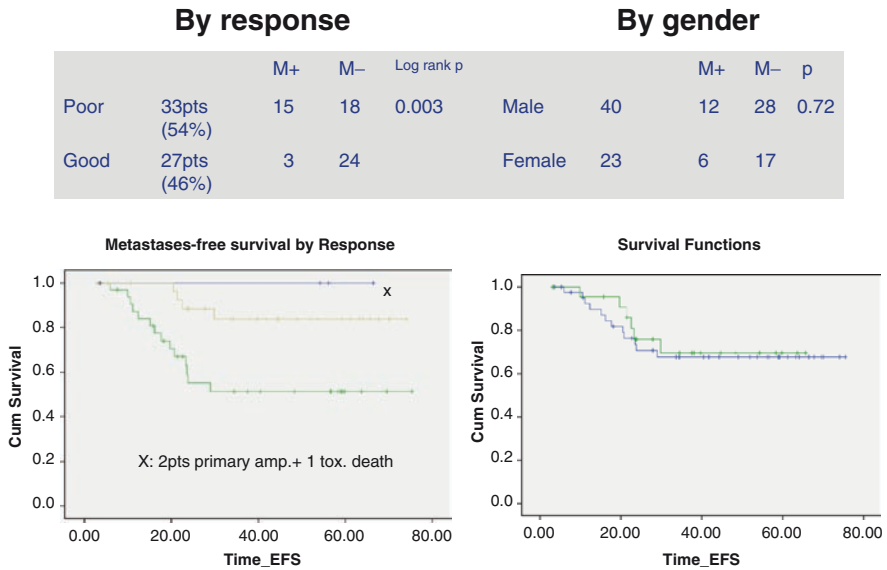 By response By gender
M+ M– Log rank p M+ M– p
Poor 33pts 15 18 0.003 Male 40 12 28 0.72
(54%)
Good 27pts 3 24 Female 23 6 17
(46%)
Metastases-free survival by Response
1.0
0.8
0.6
0.4
0.2
0.0
Cum Survival
x
X: 2pts primary amp.+ 1 tox. death
0.00 20.00 40.00 60.00 80.00
Time_EFS
Survival Functions
1.0
0.8
0.6
0.4
0.2
0.0
Cum Survival
0.00 20.00 40.00 60.00 80.00
Time_EFS